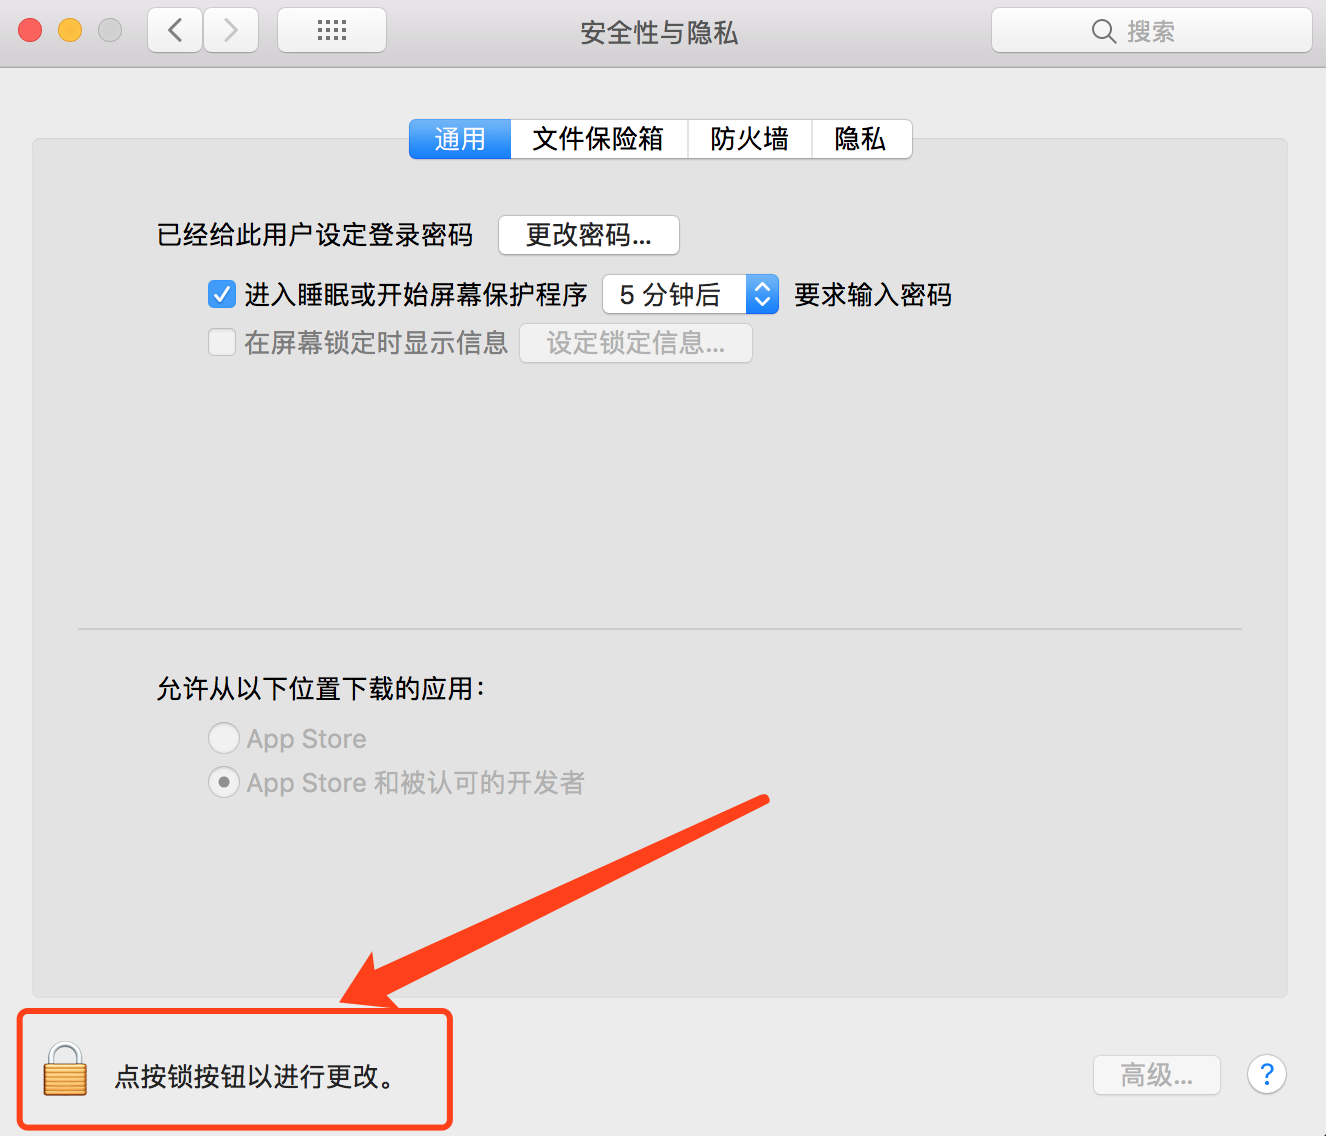 安全性与隐私
搜索
通用 文件保险箱 防火墙 隐私
已经给此用户设定登录密码 更改密码...
进入睡眠或开始屏幕保护程序 5 分钟后 要求输入密码
在屏幕锁定时显示信息 设定锁定信息...
允许从以下位置下载的应用：
App Store
App Store 和被认可的开发者
点按锁按钮以进行更改。
高级... ?